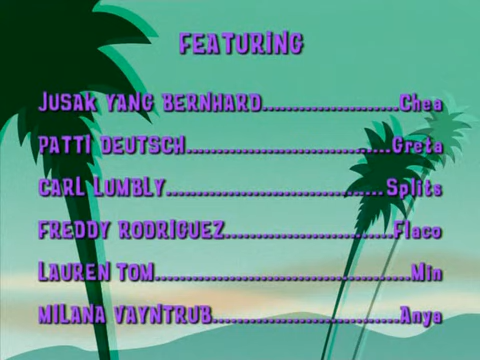 FEATURING
JUSAK YANG BERNHARD......................Chea
PATTI DEUTSCH.................................Greta
CARL LUMBLY...................................Splits
FREDDY RODRIGUEZ...........................Flaco
LAUREN TOM.........................................Min
MILANA VAYNTRUB..............................Anya